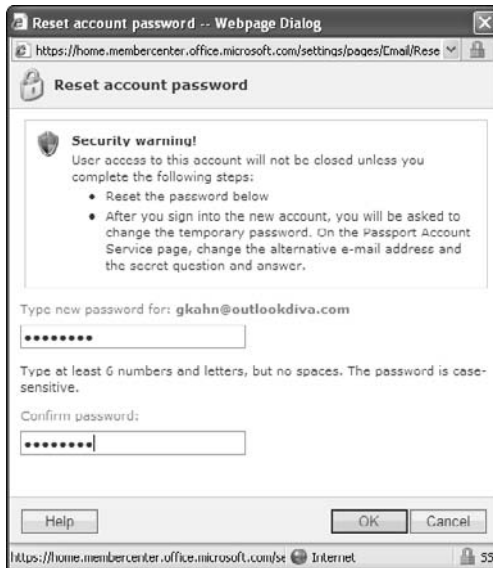 Reset account password -- Webpage Dialog
https://home.membercenter.office.microsoft.com/settings/pages/Email/Rese
Reset account password
Security warning!
User access to this account will not be closed unless you
complete the following steps:
• Reset the password below
• After you sign into the new account, you will be asked to
change the temporary password. On the Passport Account
Service page, change the alternative e-mail address and
the secret question and answer.
Type new password for: gkahn@outlookdiva.com
••••••••
Type at least 6 numbers and letters, but no spaces. The password is case-
sensitive.
Confirm password:
••••••••
Help
OK
Cancel
https://home.membercenter.office.microsoft.com/se
Internet